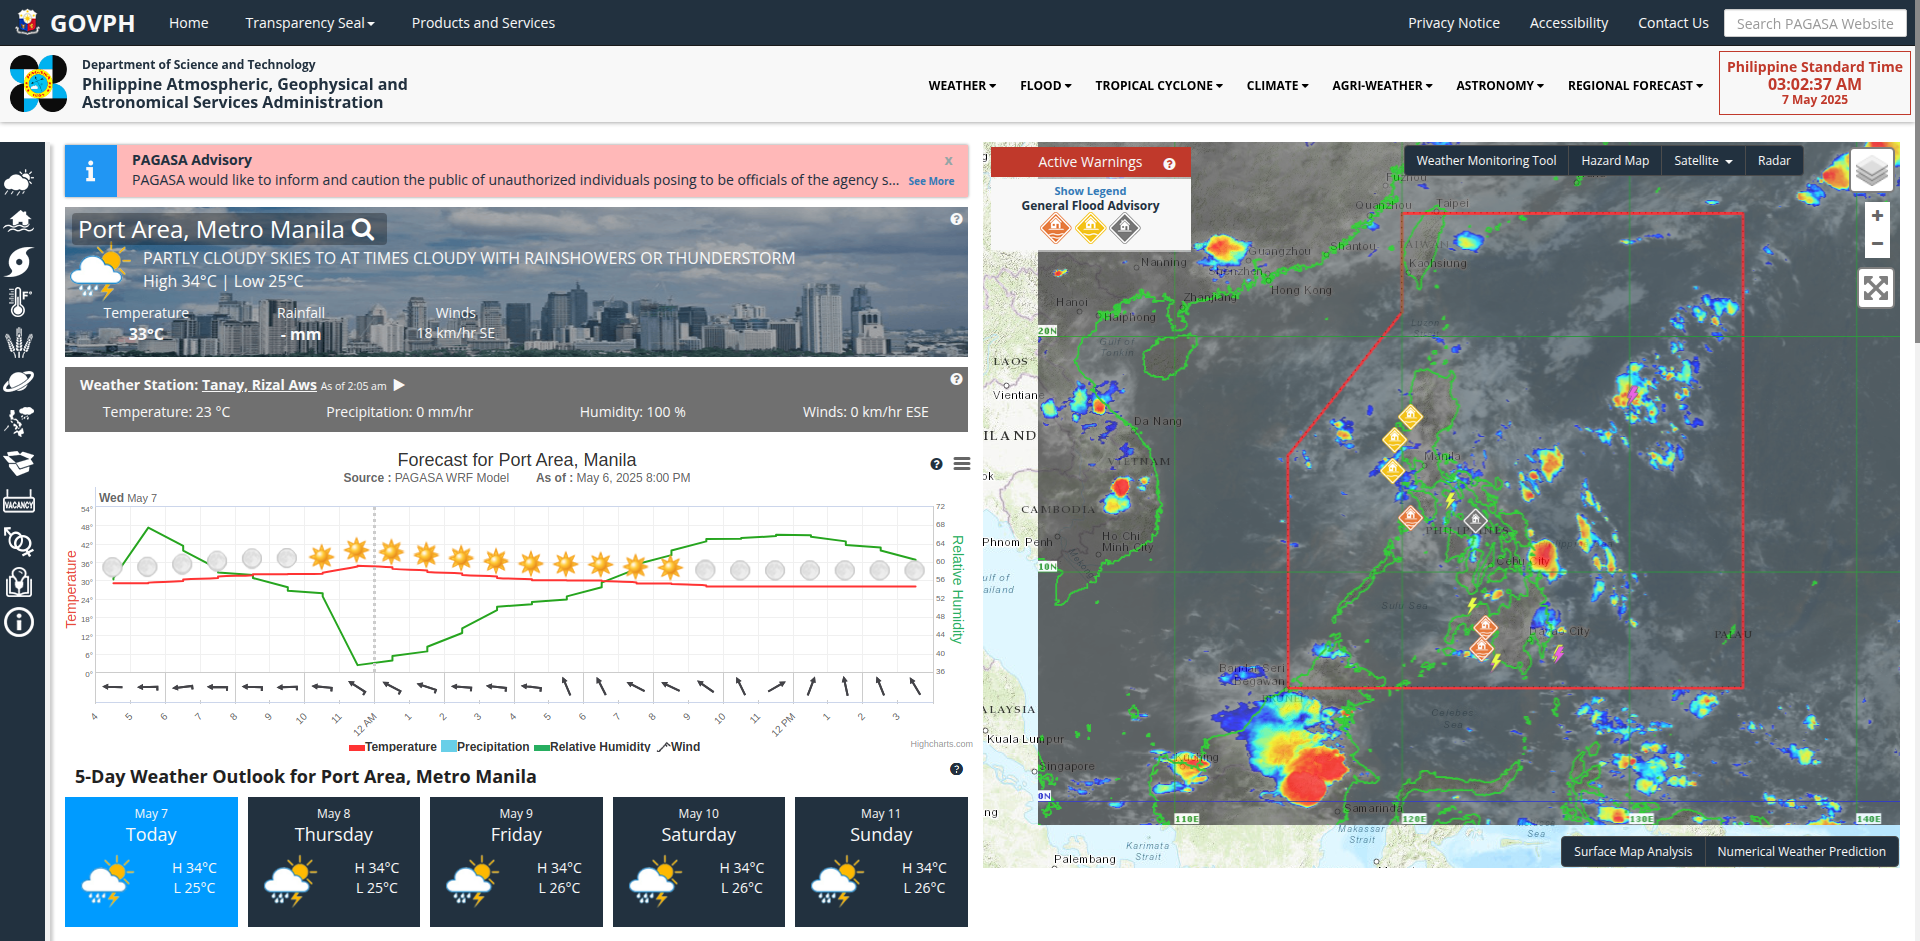 GOVPH
Home
Transparency Seal
Products and Services
Privacy Notice
Accessibility
Contact Us
Search PAGASA Website
Department of Science and Technology
Philippine Atmospheric, Geophysical and
Astronomical Services Administration
WEATHER
FLOOD
TROPICAL CYCLONE
CLIMATE
AGRI-WEATHER
ASTRONOMY
REGIONAL FORECAST
Philippine Standard Time
03:02:37 AM
7 May 2025
VACANCY
PAGASA Advisory
x
PAGASA would like to inform and caution the public of unauthorized individuals posing to be officials of the agency s... See More
Port Area, Metro Manila
PARTLY CLOUDY SKIES TO AT TIMES CLOUDY WITH RAINSHOWERS OR THUNDERSTORM
High 34°C | Low 25°C
Temperature
Rainfall
Winds
33°C
- mm
18 km/hr SE
Weather Station: Tanay, Rizal Aws As of 2:05 am
Temperature: 23 °C
Precipitation: 0 mm/hr
Humidity: 100 %
Winds: 0 km/hr ESE
Forecast for Port Area, Manila
Source : PAGASA WRF Model As of : May 6, 2025 8:00 PM
Wed May 7
Temperature
54°
48°
42°
36°
30°
24°
18°
12°
6°
0°
72
68
64
60
56
52
48
44
40
36
Relative Humidity
4
5
6
7
8
9
10
11
12 AM
1
2
3
4
5
6
7
8
9
10
11
12 PM
1
2
3
Temperature
Precipitation
Relative Humidity
Wind
Highcharts.com
5-Day Weather Outlook for Port Area, Metro Manila
May 7
Today
H 34°C
L 25°C
May 8
Thursday
H 34°C
L 25°C
May 9
Friday
H 34°C
L 26°C
May 10
Saturday
H 34°C
L 26°C
May 11
Sunday
H 34°C
L 26°C
Active Warnings
Show Legend
General Flood Advisory
Weather Monitoring Tool
Hazard Map
Satellite
Radar
+
−
Fuzhou
Quanzhou
Taipei
Shantou
TAIWAN
Kaohsiung
Guangzhou
Nanning
Hong Kong
Zhanjiang
Hanoi
Haiphong
20N
Gulf of
LAOS
Vientian
Da Nang
ILAND
Manila
VIETNAM
ok
CAMBODIA
PHILIPPINES
Phnom Penh
Ho Chi
Minh City
Cebu City
10N
ulf of
ailand
Sulu Sea
Davao City
PALAU
Bandar Seri
Begawan
BRUNEI
ALAYSIA
Celebes
Sea
Kuala Lumpur
Kuching
Singapore
0N
Samarinda
110E
120E
130E
140E
ng
Makassar
Strait
Karimata
Strait
Palembang
Sea
Surface Map Analysis
Numerical Weather Prediction